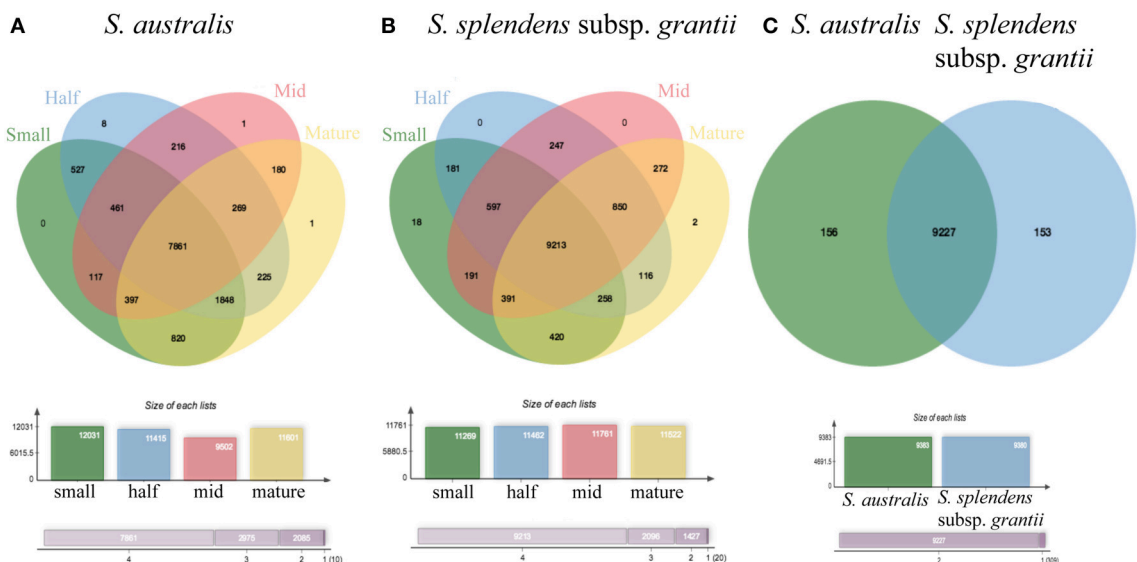 A S. australis
Half
Mid
Small
Mature
8
1
216
527
180
461
269
0
1
7861
117
225
397
1848
820
Size of each lists
12031
6015.5
0
12031
11415
9502
11601
small half mid mature
7861 2975 2085
4 3 2 1 (10)
B S. splendens subsp. grantii
Half
Mid
Small
Mature
0
0
247
181
272
597
850
18
2
9213
191
116
391
258
420
Size of each lists
11761
5880.5
0
11269
11462
11761
11522
small half mid mature
9213 2096 1427
4 3 2 1 (20)
C S. australis S. splendens
subsp. grantii
156 9227 153
Size of each lists
9383
4691.5
0
9383
9380
S. australis S. splendens
subsp. grantii
9227
2 1 (309)